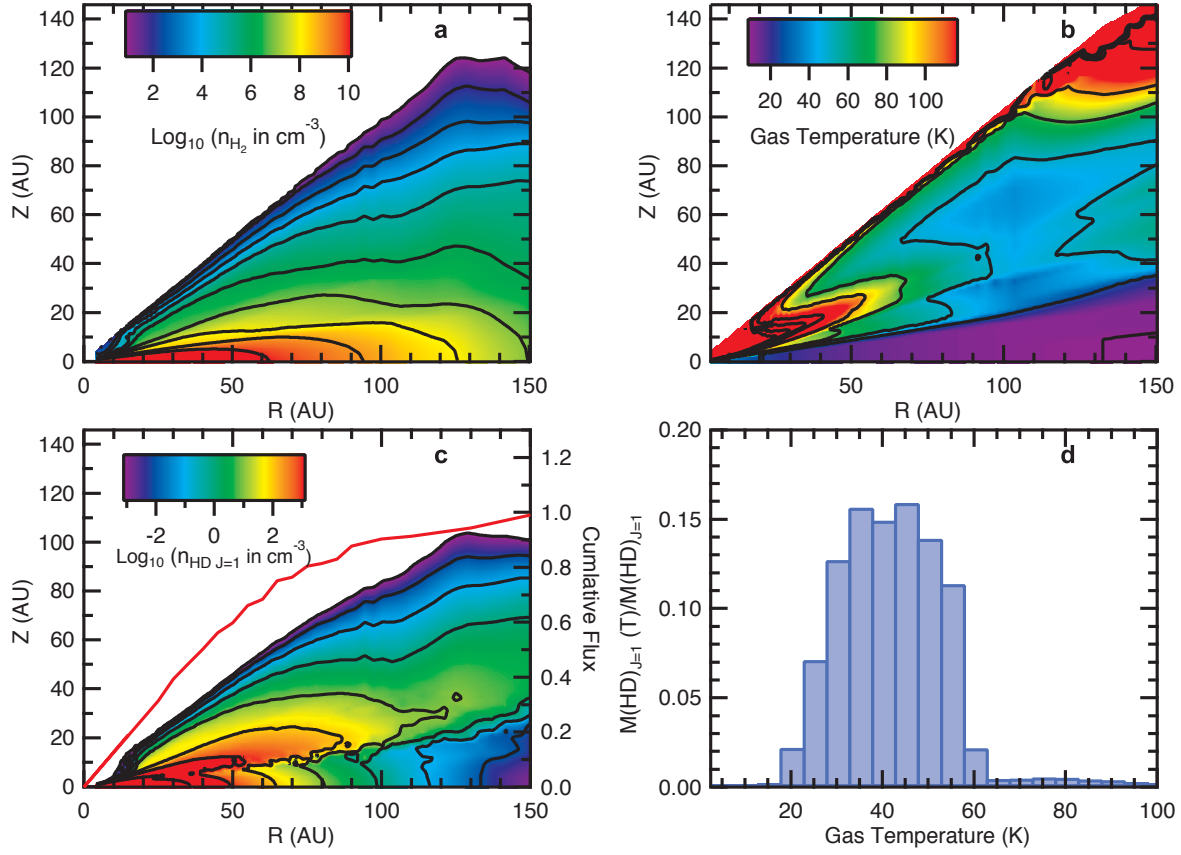 a
140
120
100
80
60
40
20
0
Z (AU)
2 4 6 8 10
Log10 (nH2 in cm-3)
0 50 100 150
R (AU)
b
140
120
100
80
60
40
20
0
Z (AU)
20 40 60 80 100
Gas Temperature (K)
50 100 150
R (AU)
c
140
120
100
80
60
40
20
0
Z (AU)
-2 0 2
Log10 (nHD J=1 in cm-3)
1.2
1.0
0.8
0.6
0.4
0.2
0.0
Cumlative Flux
0 50 100 150
R (AU)
d
0.20
0.15
0.10
0.05
0.00
M(HD)J=1 (T)/M(HD)J=1
20 40 60 80 100
Gas Temperature (K)